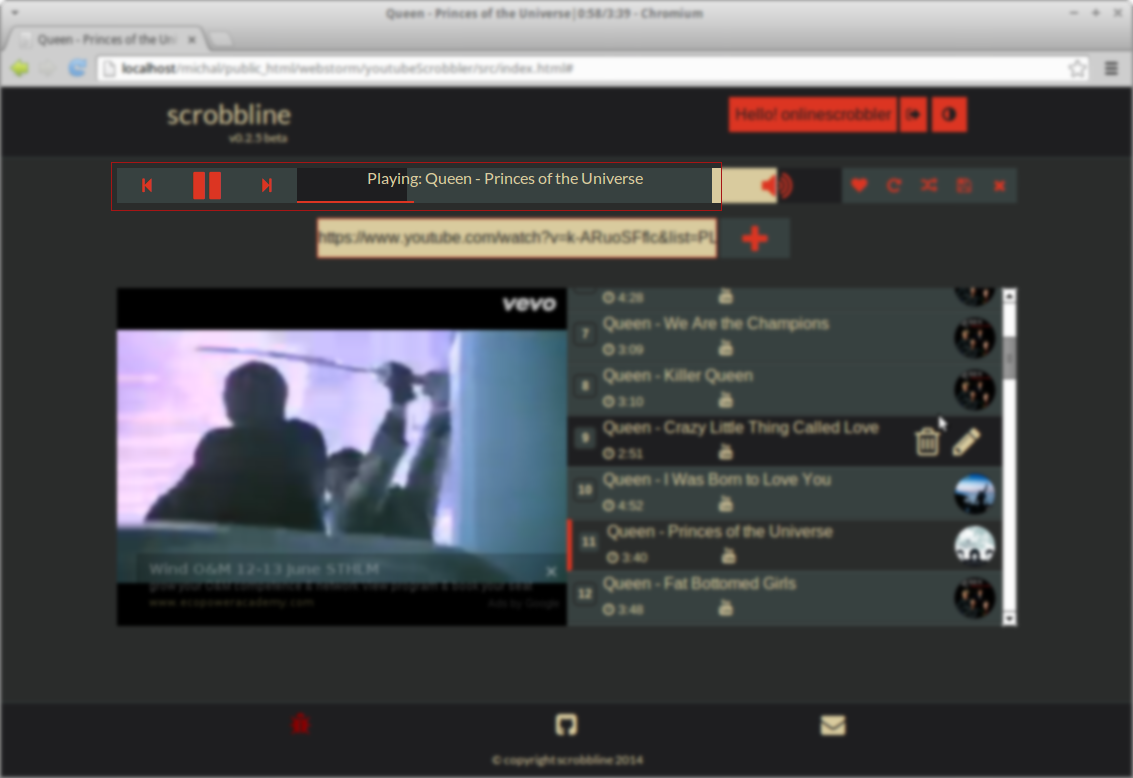 Queen - Princes of the Universe | 0:58/3:39 - Chromium
Queen - Princes of the Uni
localhost/michal/public_html/webstorm/youtubeScrobbler/src/index.html#
scrobbline
v0.2.5 beta
Hello! onlinescrobbler
Playing: Queen - Princes of the Universe
https://www.youtube.com/watch?v=k-ARuoSFflc&list=PL
vevo
4:28
7
Queen - We Are the Champions
3:09
8
Queen - Killer Queen
3:10
9
Queen - Crazy Little Thing Called Love
2:51
10
Queen - I Was Born to Love You
4:52
11
Queen - Princes of the Universe
3:40
12
Queen - Fat Bottomed Girls
3:48
Wind O&M 12-13 June STHLM
www.acipoweracademy.com
Ads by Google
© copyright scrobbline 2014